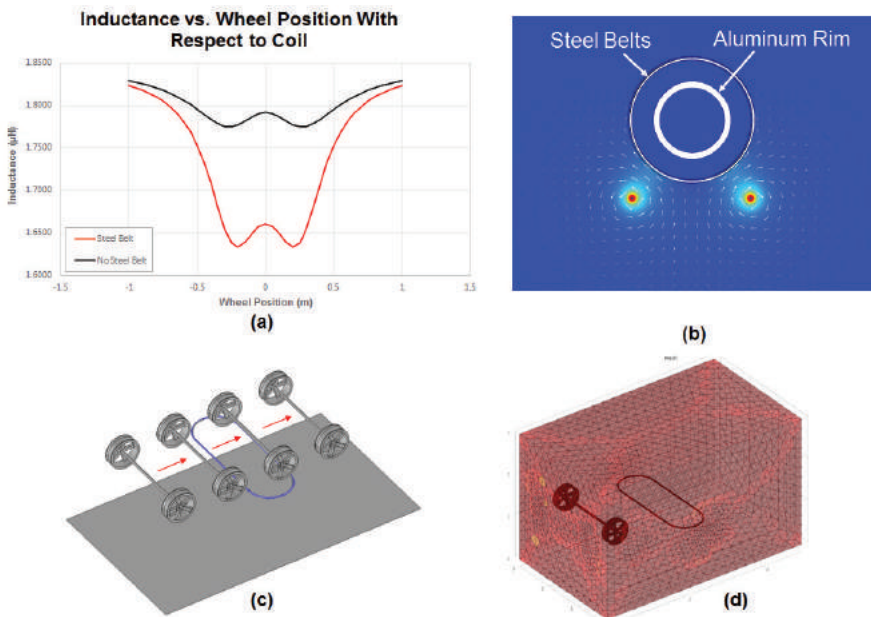 Inductance vs. Wheel Position With
Respect to Coil
1.8500
1.8000
1.7500
1.7000
1.6500
1.6000
Inductance (µH)
Steel Belt
No Steel Belt
-1.5
-1
-0.5
0
0.5
1
1.5
Wheel Position (m)
(a)
Steel Belts
Aluminum Rim
(b)
(c)
(d)